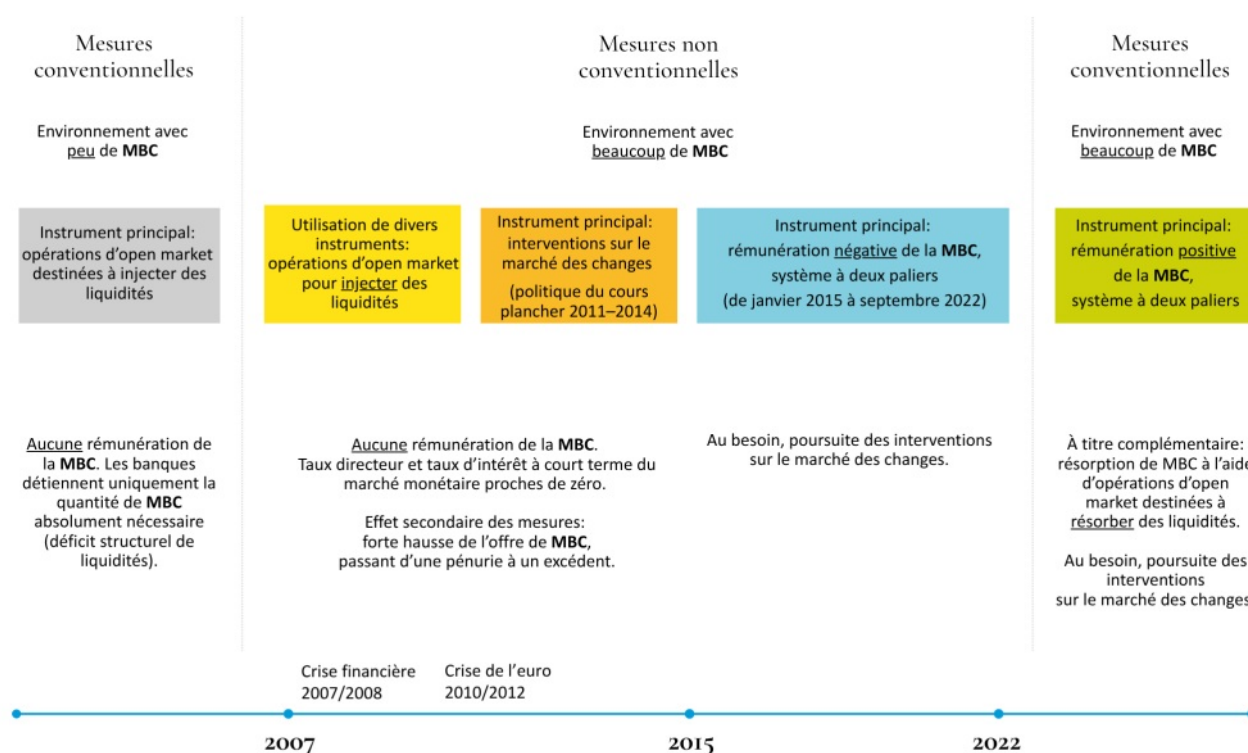 Mesures
conventionnelles
Mesures non
conventionnelles
Mesures
conventionnelles
Environnement avec
peu de MBC
Environnement avec
beaucoup de MBC
Environnement avec
beaucoup de MBC
Instrument principal:
opérations d'open market
destinées à injecter des
liquidités
Utilisation de divers
instruments:
opérations d'open market
pour injecter des
liquidités
Instrument principal:
interventions sur le
marché des changes
(politique du cours
plancher 2011–2014)
Instrument principal:
rémunération négative de la MBC,
système à deux paliers
(de janvier 2015 à septembre 2022)
Instrument principal:
rémunération positive
de la MBC,
système à deux paliers
Aucune rémunération de
la MBC. Les banques
détiennent uniquement la
quantité de MBC
absolument nécessaire
(déficit structurel de
liquidités).
Aucune rémunération de la MBC.
Taux directeur et taux d'intérêt à court terme du
marché monétaire proches de zéro.
Effet secondaire des mesures:
forte hausse de l'offre de MBC,
passant d'une pénurie à un excédent.
Au besoin, poursuite des interventions
sur le marché des changes.
À titre complémentaire:
résorption de MBC à l'aide
d'opérations d'open
market destinées à
résorber des liquidités.
Au besoin, poursuite des
interventions
sur le marché des changes
Crise financière
2007/2008
Crise de l'euro
2010/2012
2007
2015
2022